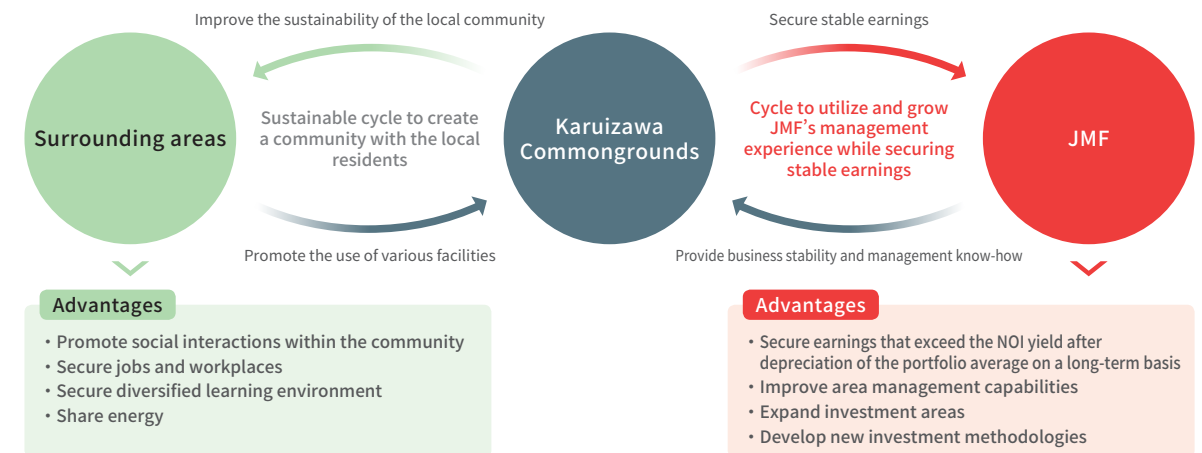 Improve the sustainability of the local community
Secure stable earnings
Surrounding areas
Sustainable cycle to create
a community with the local
residents
Karuizawa
Commongrounds
Cycle to utilize and grow
JMF's management
experience while securing
stable earnings
JMF
Promote the use of various facilities
Provide business stability and management know-how
Advantages
・Promote social interactions within the community
・Secure jobs and workplaces
・Secure diversified learning environment
・Share energy
Advantages
・Secure earnings that exceed the NOI yield after
depreciation of the portfolio average on a long-term basis
・Improve area management capabilities
・Expand investment areas
・Develop new investment methodologies